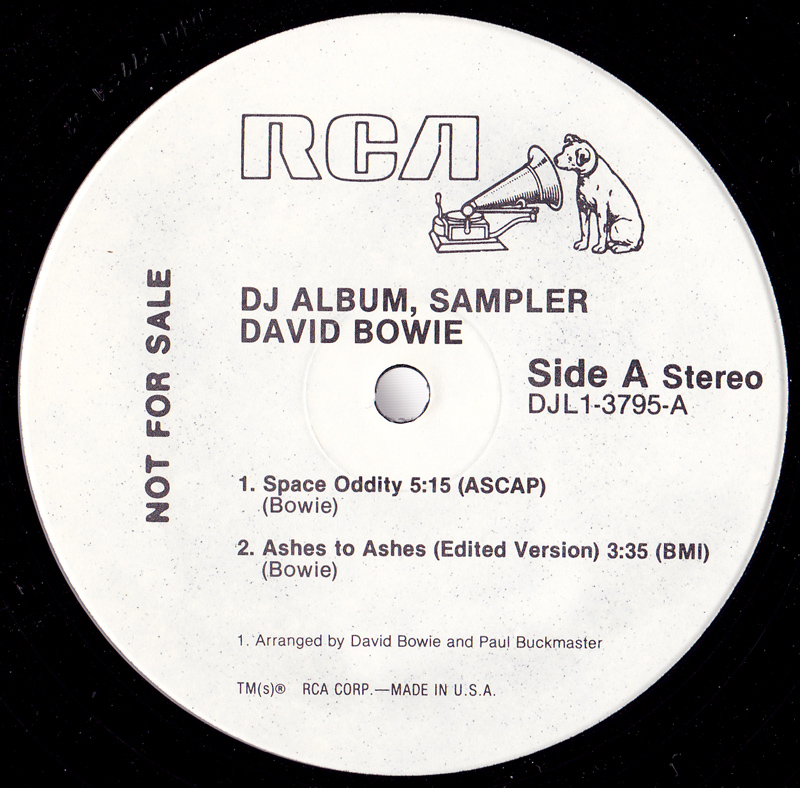 RCA
DJ ALBUM, SAMPLER
DAVID BOWIE
NOT FOR SALE
Side A Stereo
DJL1-3795-A
1. Space Oddity 5:15 (ASCAP)
(Bowie)
2. Ashes to Ashes (Edited Version) 3:35 (BMI)
(Bowie)
1. Arranged by David Bowie and Paul Buckmaster
TM(s)® RCA CORP.—MADE IN U.S.A.